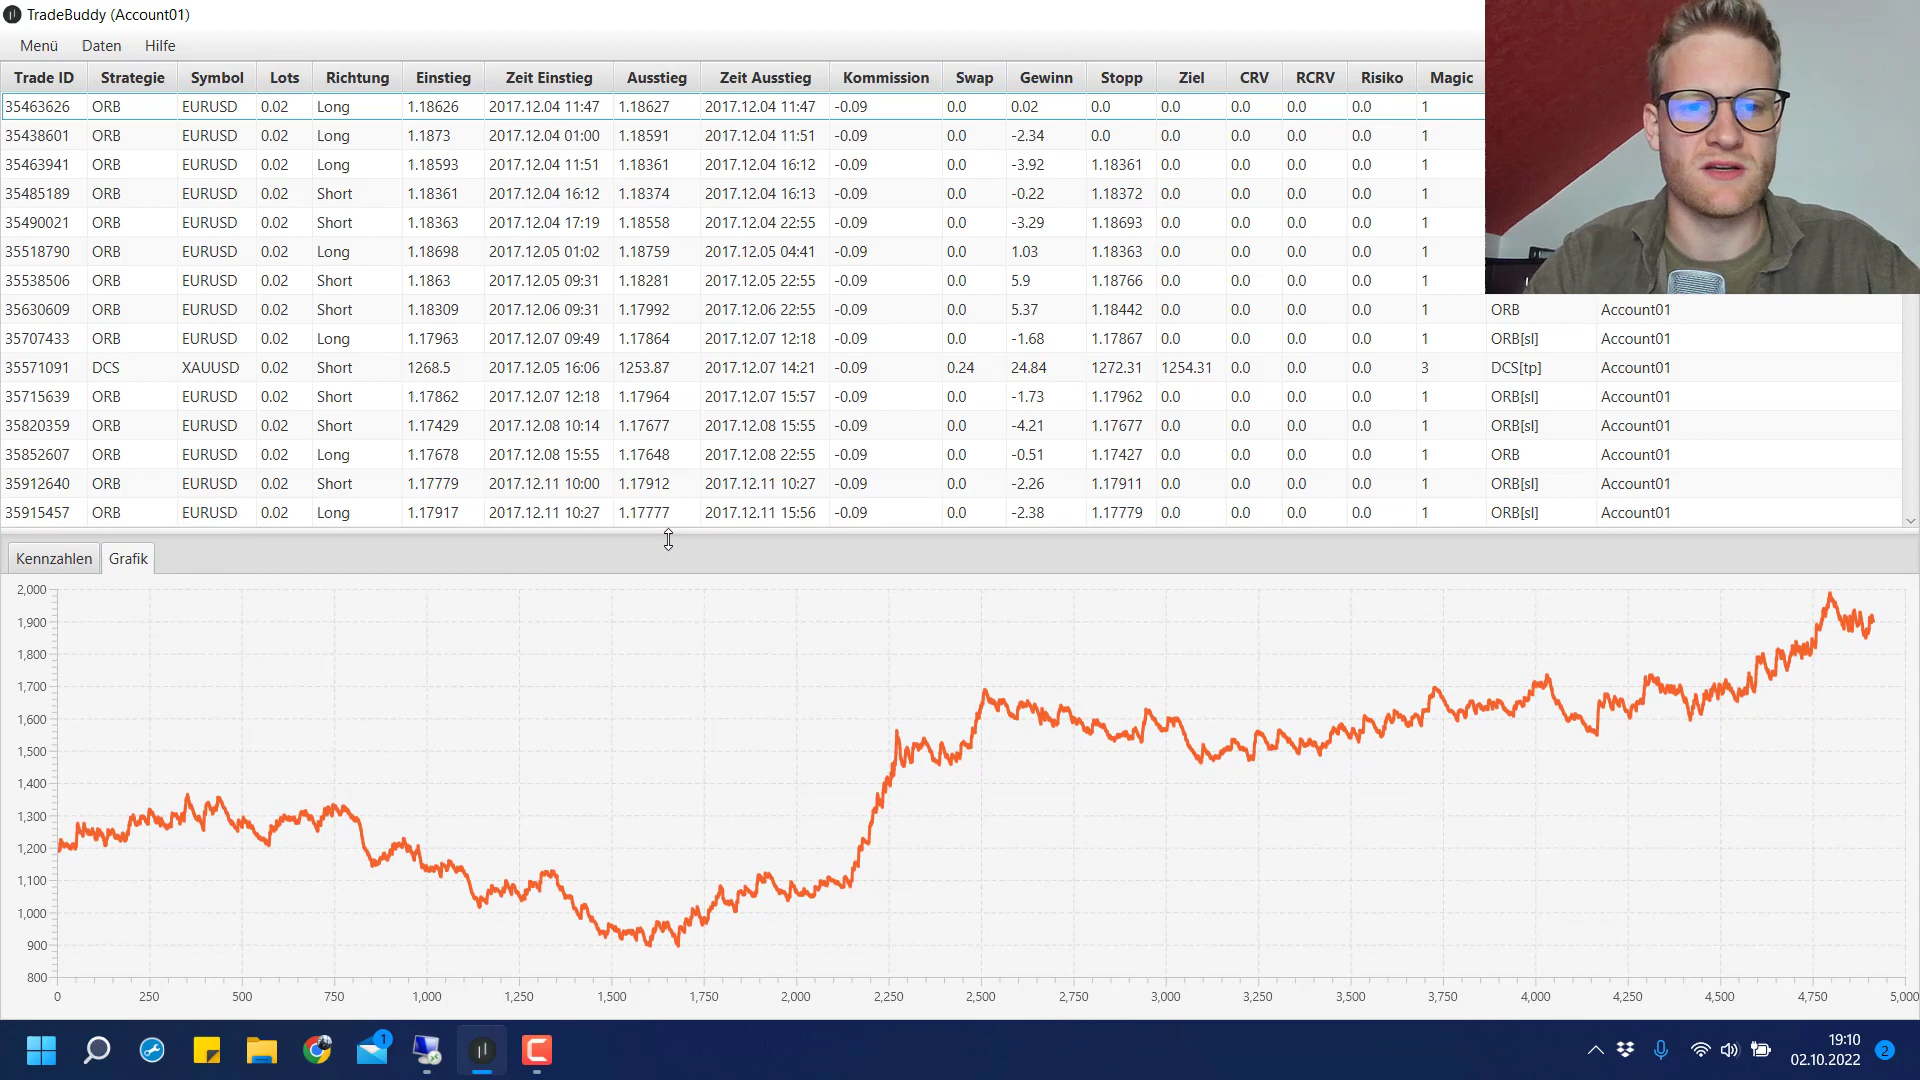 TradeBuddy (Account01)
Menü Daten Hilfe
Trade ID Strategie Symbol Lots Richtung Einstieg Zeit Einstieg Ausstieg Zeit Ausstieg Kommission Swap Gewinn Stopp Ziel CRV RCRV Risiko Magic
35463626 ORB EURUSD 0.02 Long 1.18626 2017.12.04 11:47 1.18627 2017.12.04 11:47 -0.09 0.0 0.02 0.0 0.0 0.0 0.0 0.0 1
35438601 ORB EURUSD 0.02 Long 1.1873 2017.12.04 01:00 1.18591 2017.12.04 11:51 -0.09 0.0 -2.34 0.0 0.0 0.0 0.0 0.0 1
35463941 ORB EURUSD 0.02 Long 1.18593 2017.12.04 11:51 1.18361 2017.12.04 16:12 -0.09 0.0 -3.92 1.18361 0.0 0.0 0.0 0.0 1
35485189 ORB EURUSD 0.02 Short 1.18361 2017.12.04 16:12 1.18374 2017.12.04 16:13 -0.09 0.0 -0.22 1.18372 0.0 0.0 0.0 0.0 1
35490021 ORB EURUSD 0.02 Short 1.18363 2017.12.04 17:19 1.18558 2017.12.04 22:55 -0.09 0.0 -3.29 1.18693 0.0 0.0 0.0 0.0 1
35518790 ORB EURUSD 0.02 Long 1.18698 2017.12.05 01:02 1.18759 2017.12.05 04:41 -0.09 0.0 1.03 1.18363 0.0 0.0 0.0 0.0 1
35538506 ORB EURUSD 0.02 Short 1.1863 2017.12.05 09:31 1.18281 2017.12.05 22:55 -0.09 0.0 5.9 1.18766 0.0 0.0 0.0 0.0 1
35630609 ORB EURUSD 0.02 Short 1.18309 2017.12.06 09:31 1.17992 2017.12.06 22:55 -0.09 0.0 5.37 1.18442 0.0 0.0 0.0 0.0 1 ORB Account01
35707433 ORB EURUSD 0.02 Long 1.17963 2017.12.07 09:49 1.17864 2017.12.07 12:18 -0.09 0.0 -1.68 1.17867 0.0 0.0 0.0 0.0 1 ORB[sl] Account01
35571091 DCS XAUUSD 0.02 Short 1268.5 2017.12.05 16:06 1253.87 2017.12.07 14:21 -0.09 0.24 24.84 1272.31 1254.31 0.0 0.0 0.0 3 DCS[tp] Account01
35715639 ORB EURUSD 0.02 Short 1.17862 2017.12.07 12:18 1.17964 2017.12.07 15:57 -0.09 0.0 -1.73 1.17962 0.0 0.0 0.0 0.0 1 ORB[sl] Account01
35820359 ORB EURUSD 0.02 Short 1.17429 2017.12.08 10:14 1.17677 2017.12.08 15:55 -0.09 0.0 -4.21 1.17677 0.0 0.0 0.0 0.0 1 ORB[sl] Account01
35852607 ORB EURUSD 0.02 Long 1.17678 2017.12.08 15:55 1.17648 2017.12.08 22:55 -0.09 0.0 -0.51 1.17427 0.0 0.0 0.0 0.0 1 ORB Account01
35912640 ORB EURUSD 0.02 Short 1.17779 2017.12.11 10:00 1.17912 2017.12.11 10:27 -0.09 0.0 -2.26 1.17911 0.0 0.0 0.0 0.0 1 ORB[sl] Account01
35915457 ORB EURUSD 0.02 Long 1.17917 2017.12.11 10:27 1.17777 2017.12.11 15:56 -0.09 0.0 -2.38 1.17779 0.0 0.0 0.0 0.0 1 ORB[sl] Account01
Kennzahlen Grafik
2,000
1,900
1,800
1,700
1,600
1,500
1,400
1,300
1,200
1,100
1,000
900
800
0 250 500 750 1,000 1,250 1,500 1,750 2,000 2,250 2,500 2,750 3,000 3,250 3,500 3,750 4,000 4,250 4,500 4,750 5,000
1
19:10
02.10.2022
2